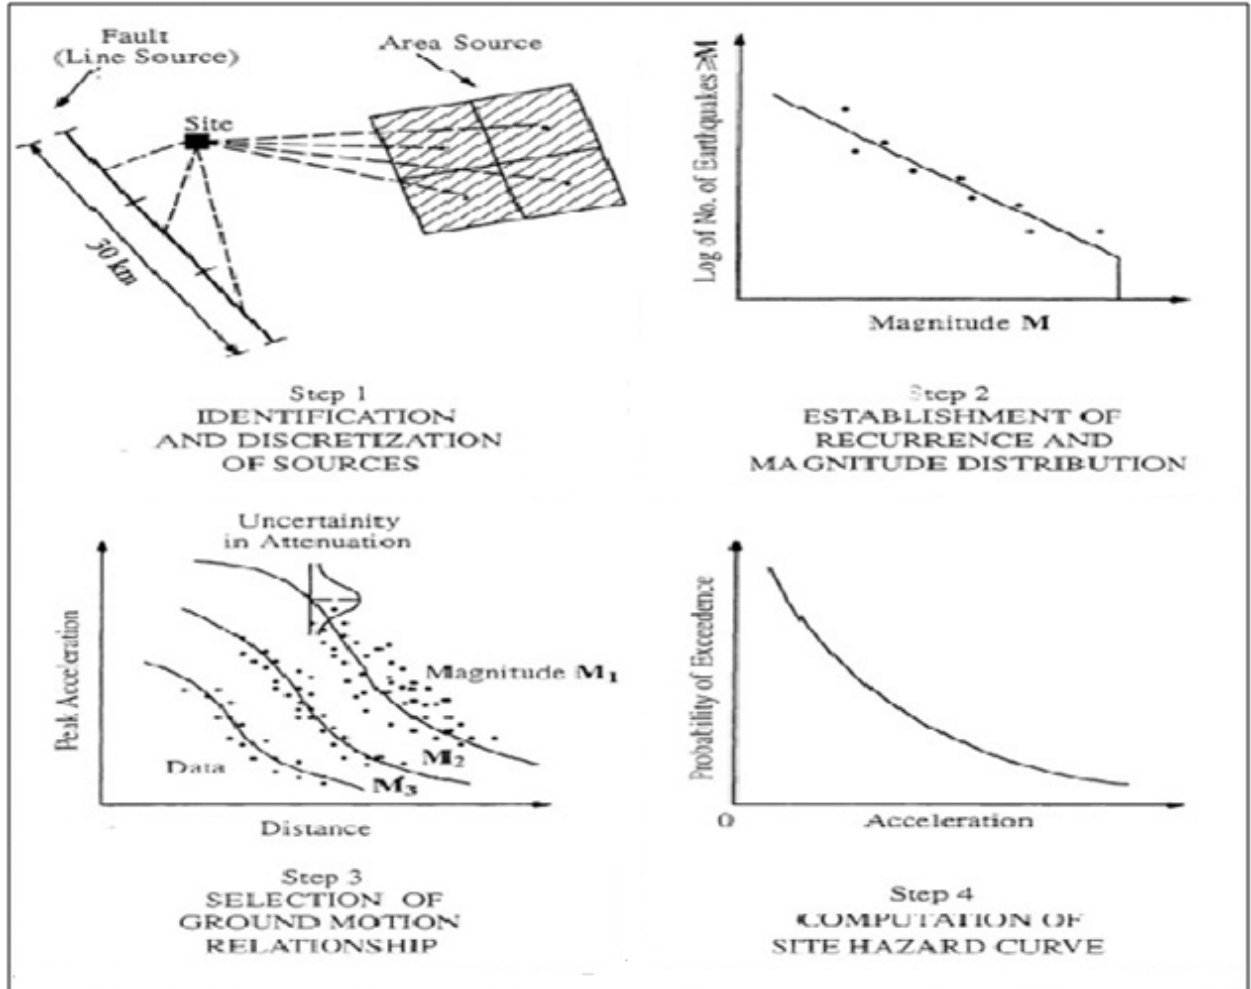 Fault
(Line Source)
Area Source
Site
30 km
Step 1
IDENTIFICATION
AND DISCRETIZATION
OF SOURCES
Log of No. of Earthquakes ⩾M
Magnitude M
Step 2
ESTABLISHMENT OF
RECURRENCE AND
MAGNITUDE DISTRIBUTION
Uncertainity
in Attenuation
Peak Acceleration
Magnitude M1
M2
M3
Data
Distance
Step 3
SELECTION OF
GROUND MOTION
RELATIONSHIP
Probability of Exceedence
0
Acceleration
Step 4
COMPUTATION OF
SITE HAZARD CURVE